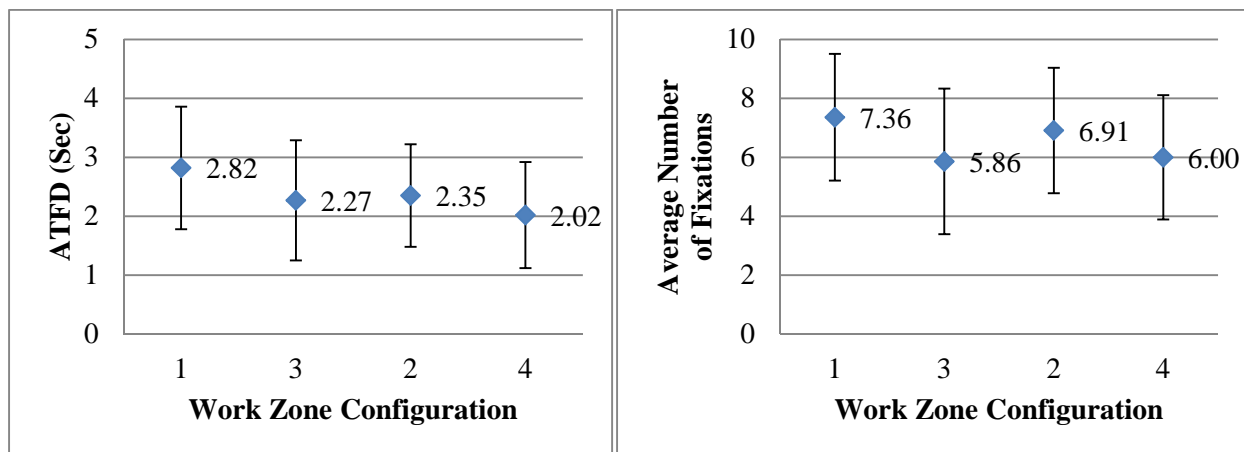 5
4
3
2
1
0
ATFD (Sec)
2.82
2.27
2.35
2.02
1 3 2 4
Work Zone Configuration
10
8
6
4
2
0
Average Number
of Fixations
7.36
5.86
6.91
6.00
1 3 2 4
Work Zone Configuration